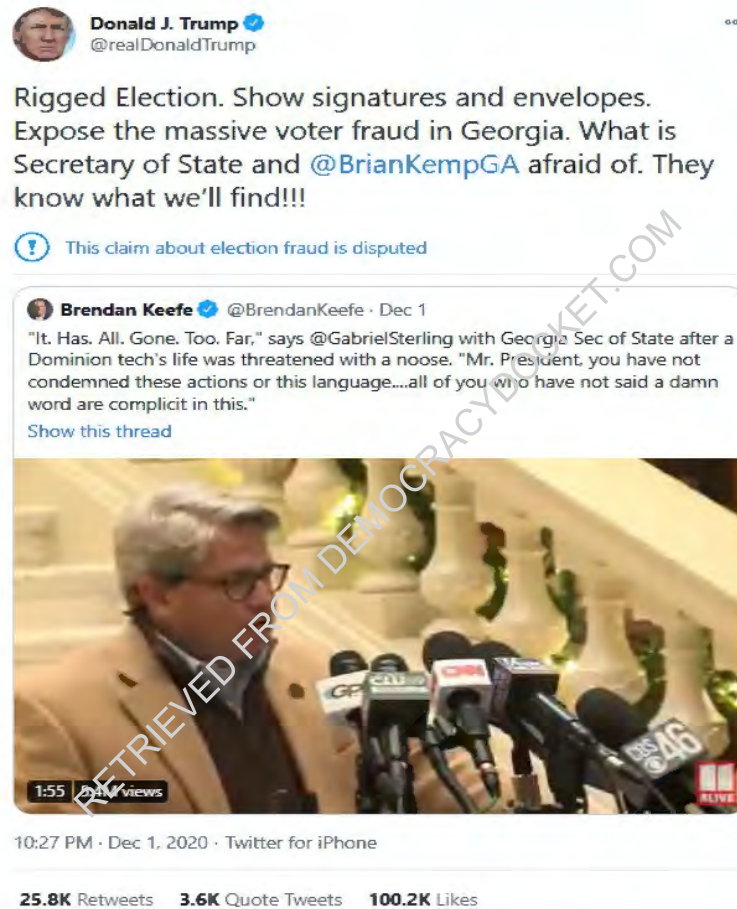 Donald J. Trump
@realDonaldTrump
Rigged Election. Show signatures and envelopes.
Expose the massive voter fraud in Georgia. What is
Secretary of State and @BrianKempGA afraid of. They
know what we'll find!!!
This claim about election fraud is disputed
Brendan Keefe @BrendanKeefe · Dec 1
"It. Has. All. Gone. Too. Far," says @GabrielSterling with Georgia Sec of State after a
Dominion tech's life was threatened with a noose. "Mr. President, you have not
condemned these actions or this language....all of you who have not said a damn
word are complicit in this."
Show this thread
RETRIEVED FROM DEMOCRACYDOCKET.COM
CNN
CBS 46
11
ALIVE
1:55
5.4M views
10:27 PM · Dec 1, 2020 · Twitter for iPhone
25.8K Retweets 3.6K Quote Tweets 100.2K Likes